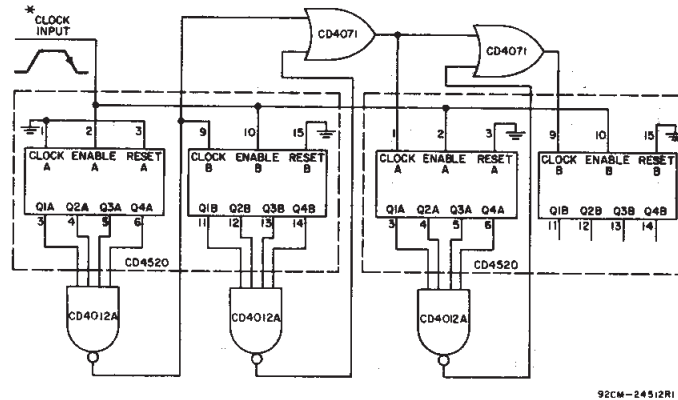 *
CLOCK
INPUT
CD4071
CD4071
1 2 3
9 10 15
1 2 3
9 10 15
CLOCK A ENABLE A RESET A
CLOCK B ENABLE B RESET B
CLOCK A ENABLE A RESET A
CLOCK B ENABLE B RESET B
Q1A Q2A Q3A Q4A
Q1B Q2B Q3B Q4B
Q1A Q2A Q3A Q4A
Q1B Q2B Q3B Q4B
3 4 5 6
11 12 13 14
3 4 5 6
11 12 13 14
CD4520
CD4520
CD4012A
CD4012A
CD4012A
92CM-24512R1